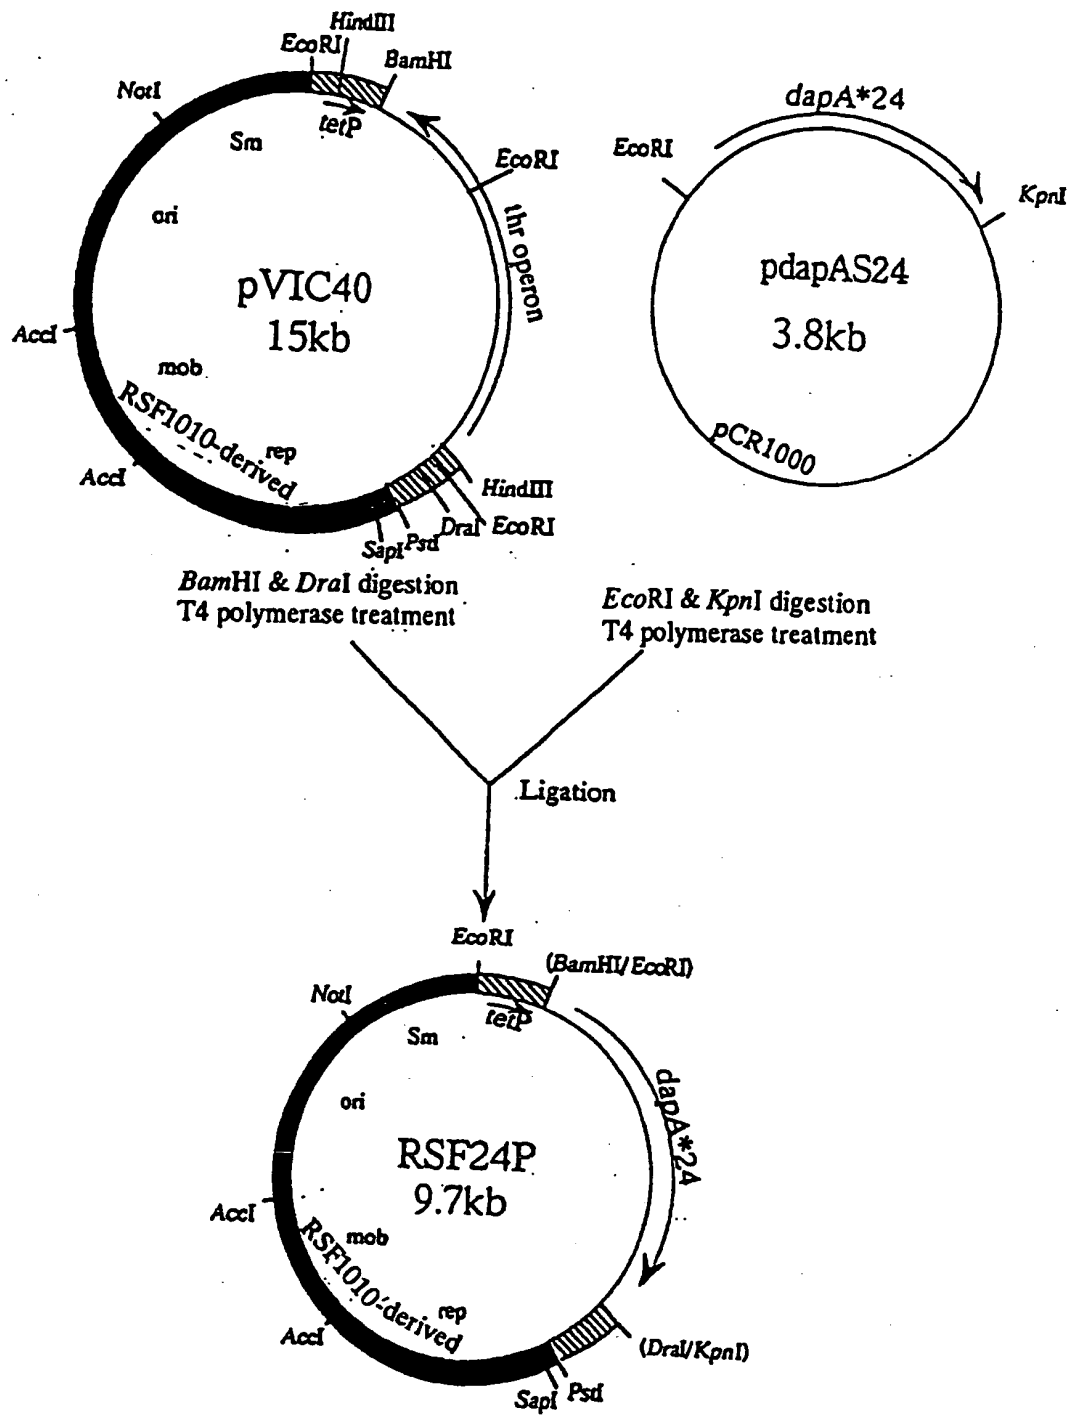 HindIII
EcoRI
BamHI
NotI
tetP
Sm
EcoRI
ori
thr operon
pVIC40
15kb
AccI
mob
RSF1010-derived
rep
AccI
HindIII
EcoRI
DraI
PstI
SapI
dapA*24
EcoRI
KpnI
pdapAS24
3.8kb
pCR1000
BamHI & DraI digestion
T4 polymerase treatment
EcoRI & KpnI digestion
T4 polymerase treatment
Ligation
EcoRI
(BamHI/EcoRI)
NotI
tetP
Sm
ori
dapA*24
RSF24P
9.7kb
AccI
mob
RSF1010-derived
rep
AccI
(DraI/KpnI)
SapI
PstI